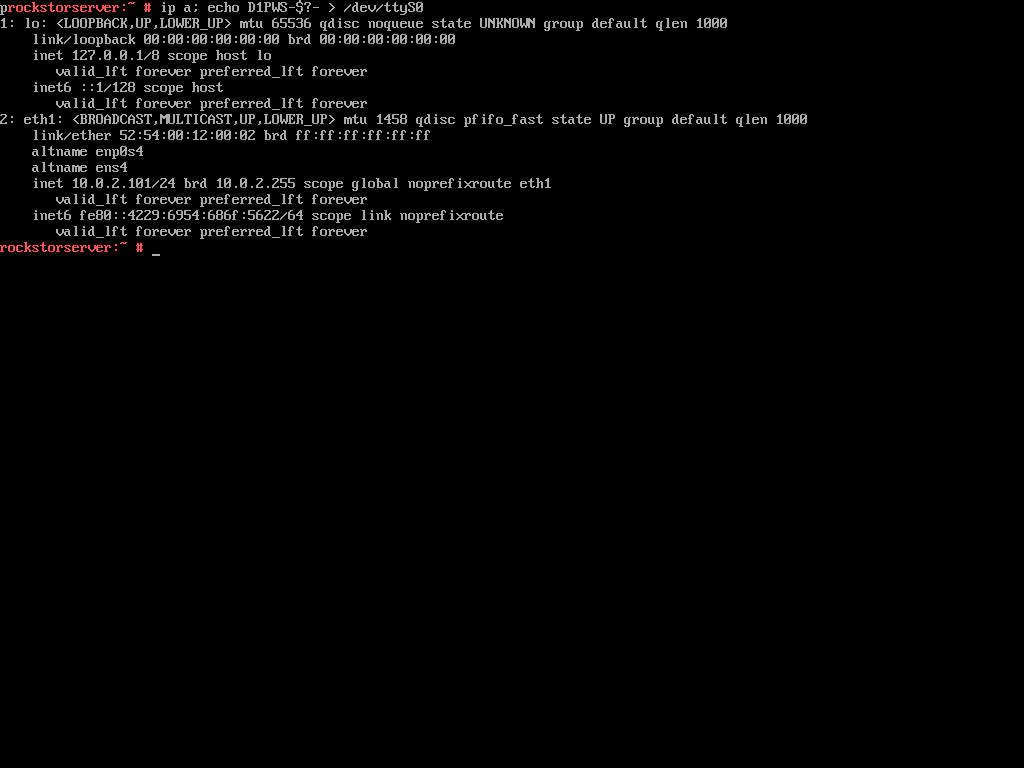 prockstorserver:~ # ip a; echo D1PWS-$?- > /dev/ttyS0
1: lo: <LOOPBACK,UP,LOWER_UP> mtu 65536 qdisc noqueue state UNKNOWN group default qlen 1000
    link/loopback 00:00:00:00:00:00 brd 00:00:00:00:00:00
    inet 127.0.0.1/8 scope host lo
       valid_lft forever preferred_lft forever
    inet6 ::1/128 scope host
       valid_lft forever preferred_lft forever
2: eth1: <BROADCAST,MULTICAST,UP,LOWER_UP> mtu 1458 qdisc pfifo_fast state UP group default qlen 1000
    link/ether 52:54:00:12:00:02 brd ff:ff:ff:ff:ff:ff
    altname enp0s4
    altname ens4
    inet 10.0.2.101/24 brd 10.0.2.255 scope global noprefixroute eth1
       valid_lft forever preferred_lft forever
    inet6 fe80::4229:6954:686f:5622/64 scope link noprefixroute
       valid_lft forever preferred_lft forever
rockstorserver:~ # _